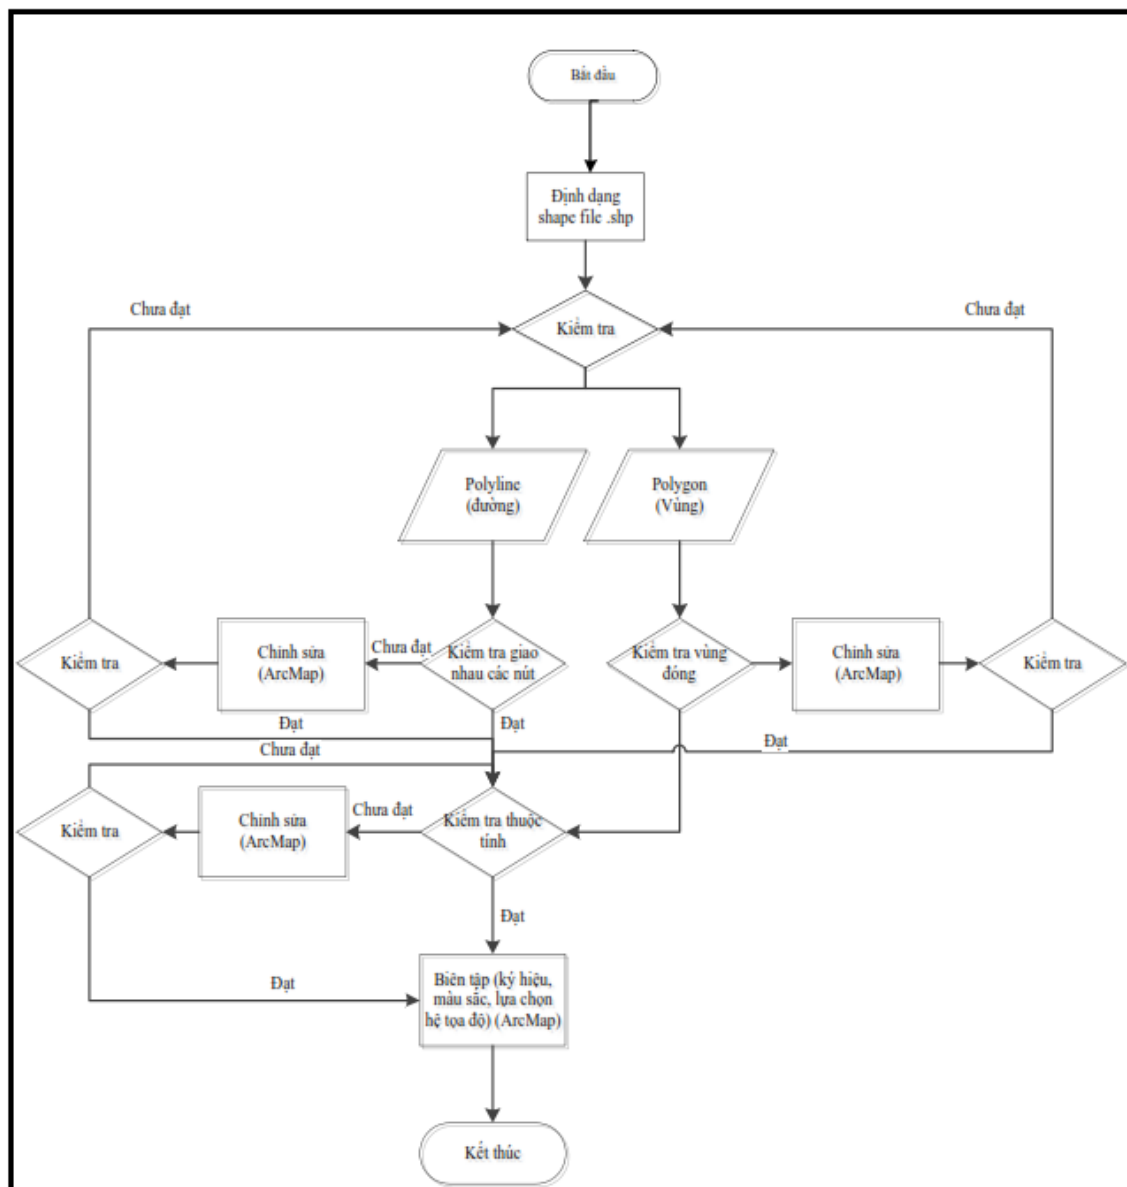 Bắt đầu
Định dạng
shape file .shp
Chưa đạt
Chưa đạt
Kiểm tra
Polyline
(đường)
Polygon
(Vùng)
Kiểm tra
Chỉnh sửa
(ArcMap)
Chưa đạt
Kiểm tra giao
nhau các nút
Kiểm tra vùng
đóng
Chỉnh sửa
(ArcMap)
Kiểm tra
Đạt
Đạt
Đạt
Chưa đạt
Kiểm tra
Chỉnh sửa
(ArcMap)
Chưa đạt
Kiểm tra thuộc
tính
Đạt
Đạt
Biên tập (ký hiệu,
màu sắc, lựa chọn
hệ tọa độ) (ArcMap)
Kết thúc